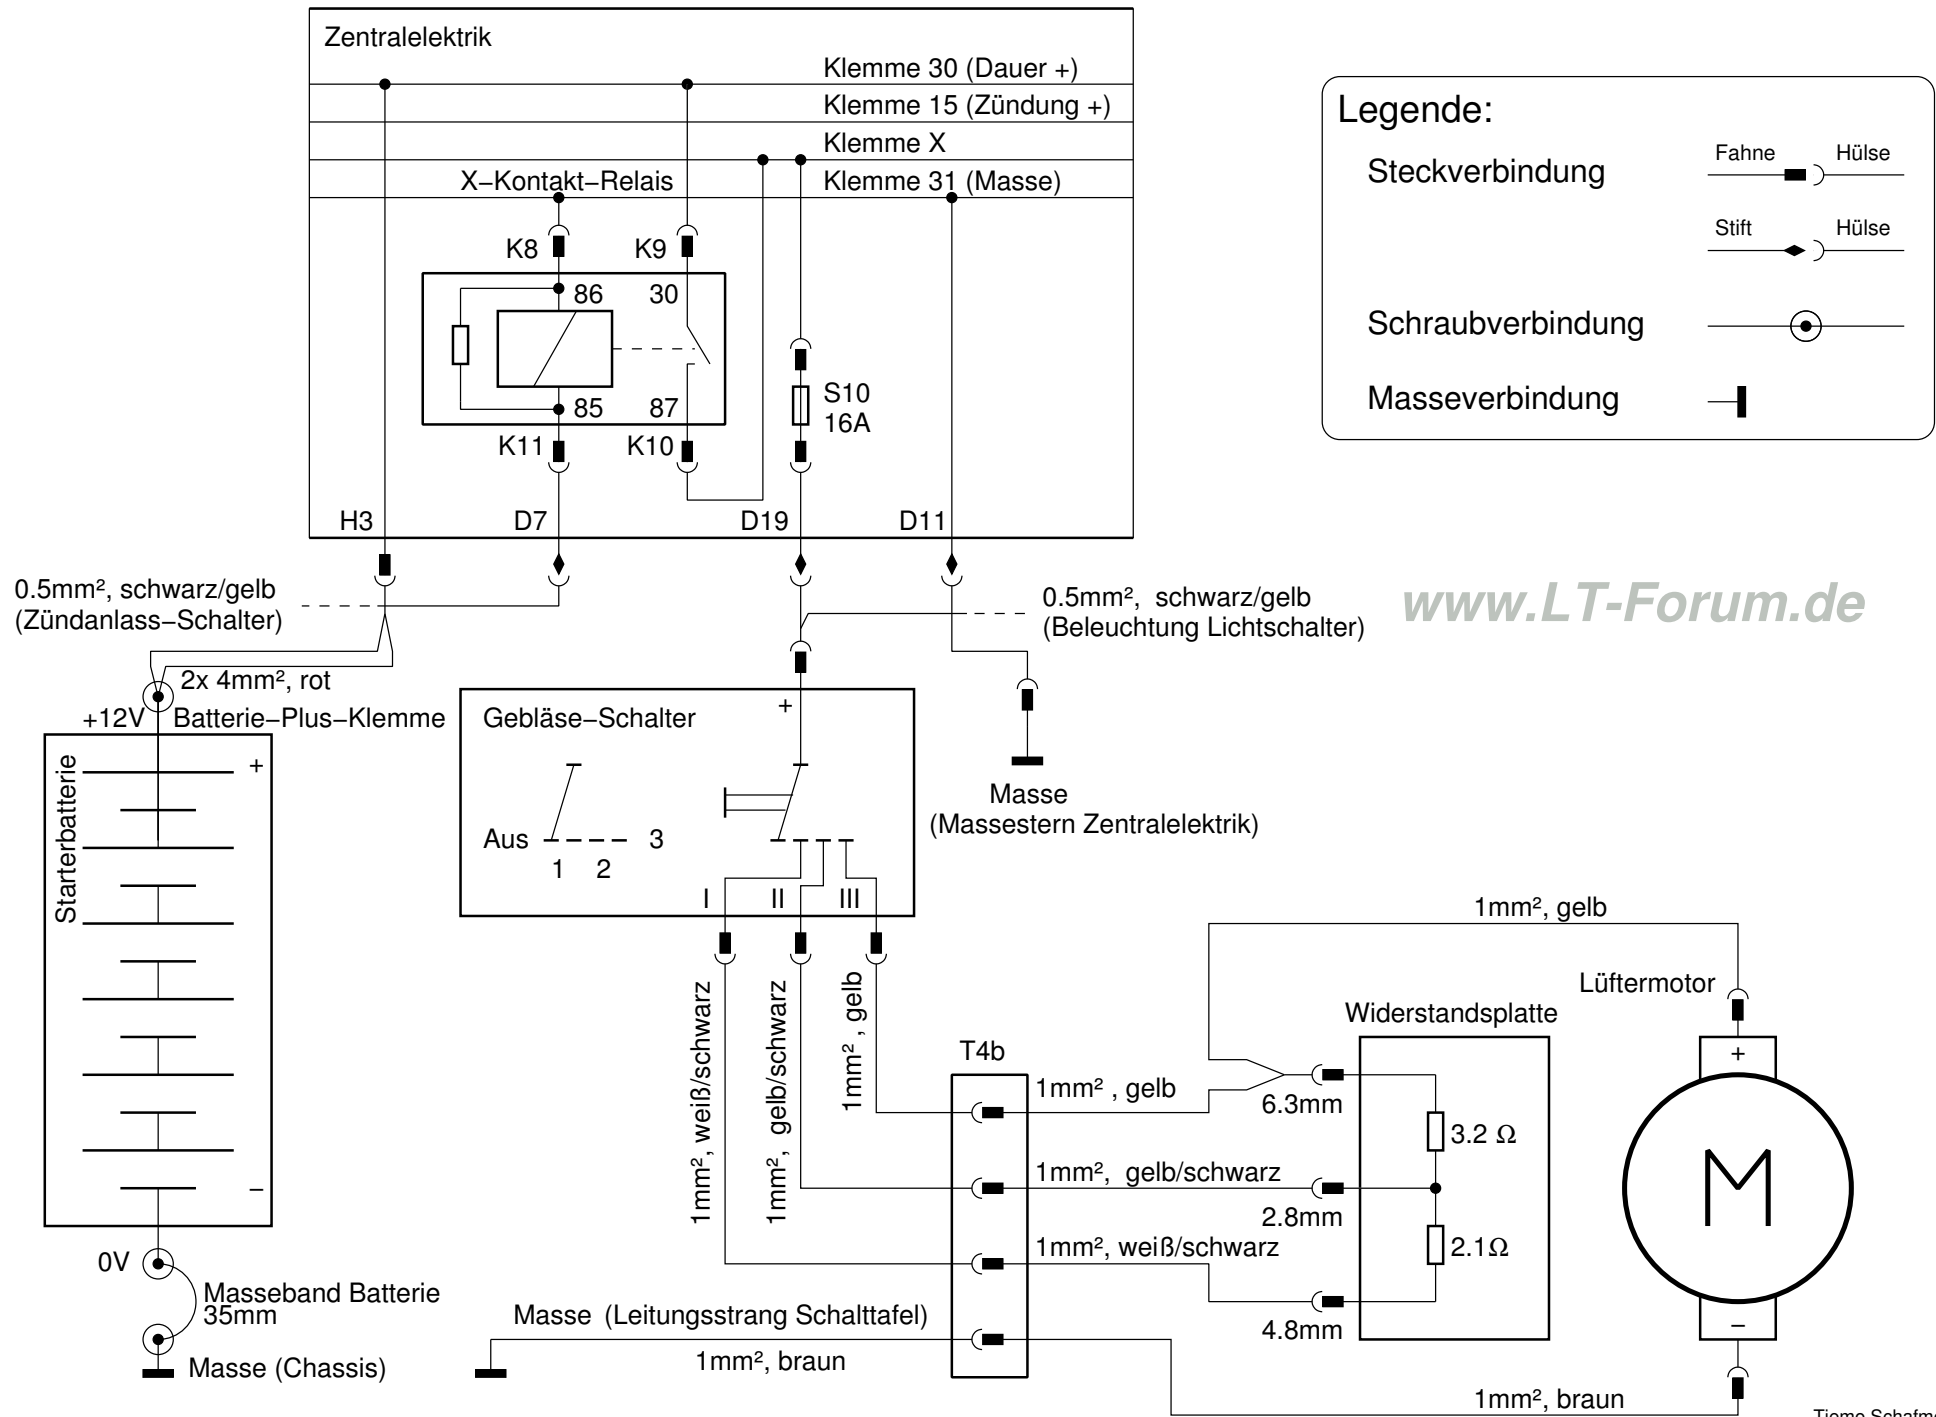 Zentralelektrik
Klemme 30 (Dauer +)
Klemme 15 (Zündung +)
Klemme X
X−Kontakt−Relais
Klemme 31 (Masse)
K8
K9
86
30
85
87
K11
K10
S10
16A
H3
D7
D19
D11
Legende:
Steckverbindung
Fahne
Hülse
Stift
Hülse
Schraubverbindung
Masseverbindung
0.5mm², schwarz/gelb
(Zündanlass−Schalter)
0.5mm², schwarz/gelb
(Beleuchtung Lichtschalter)
www.LT-Forum.de
2x 4mm², rot
+12V
Batterie−Plus−Klemme
Starterbatterie
+
−
0V
Masseband Batterie
35mm
Masse (Chassis)
Gebläse−Schalter
+
Aus
1
2
3
I
II
III
Masse
(Massestern Zentralelektrik)
1mm², weiß/schwarz
1mm², gelb/schwarz
1mm² , gelb
T4b
1mm² , gelb
1mm², gelb/schwarz
1mm², weiß/schwarz
Masse (Leitungsstrang Schalttafel)
1mm², braun
1mm², gelb
Lüftermotor
Widerstandsplatte
6.3mm
2.8mm
4.8mm
3.2 Ω
2.1Ω
+
M
−
1mm², braun